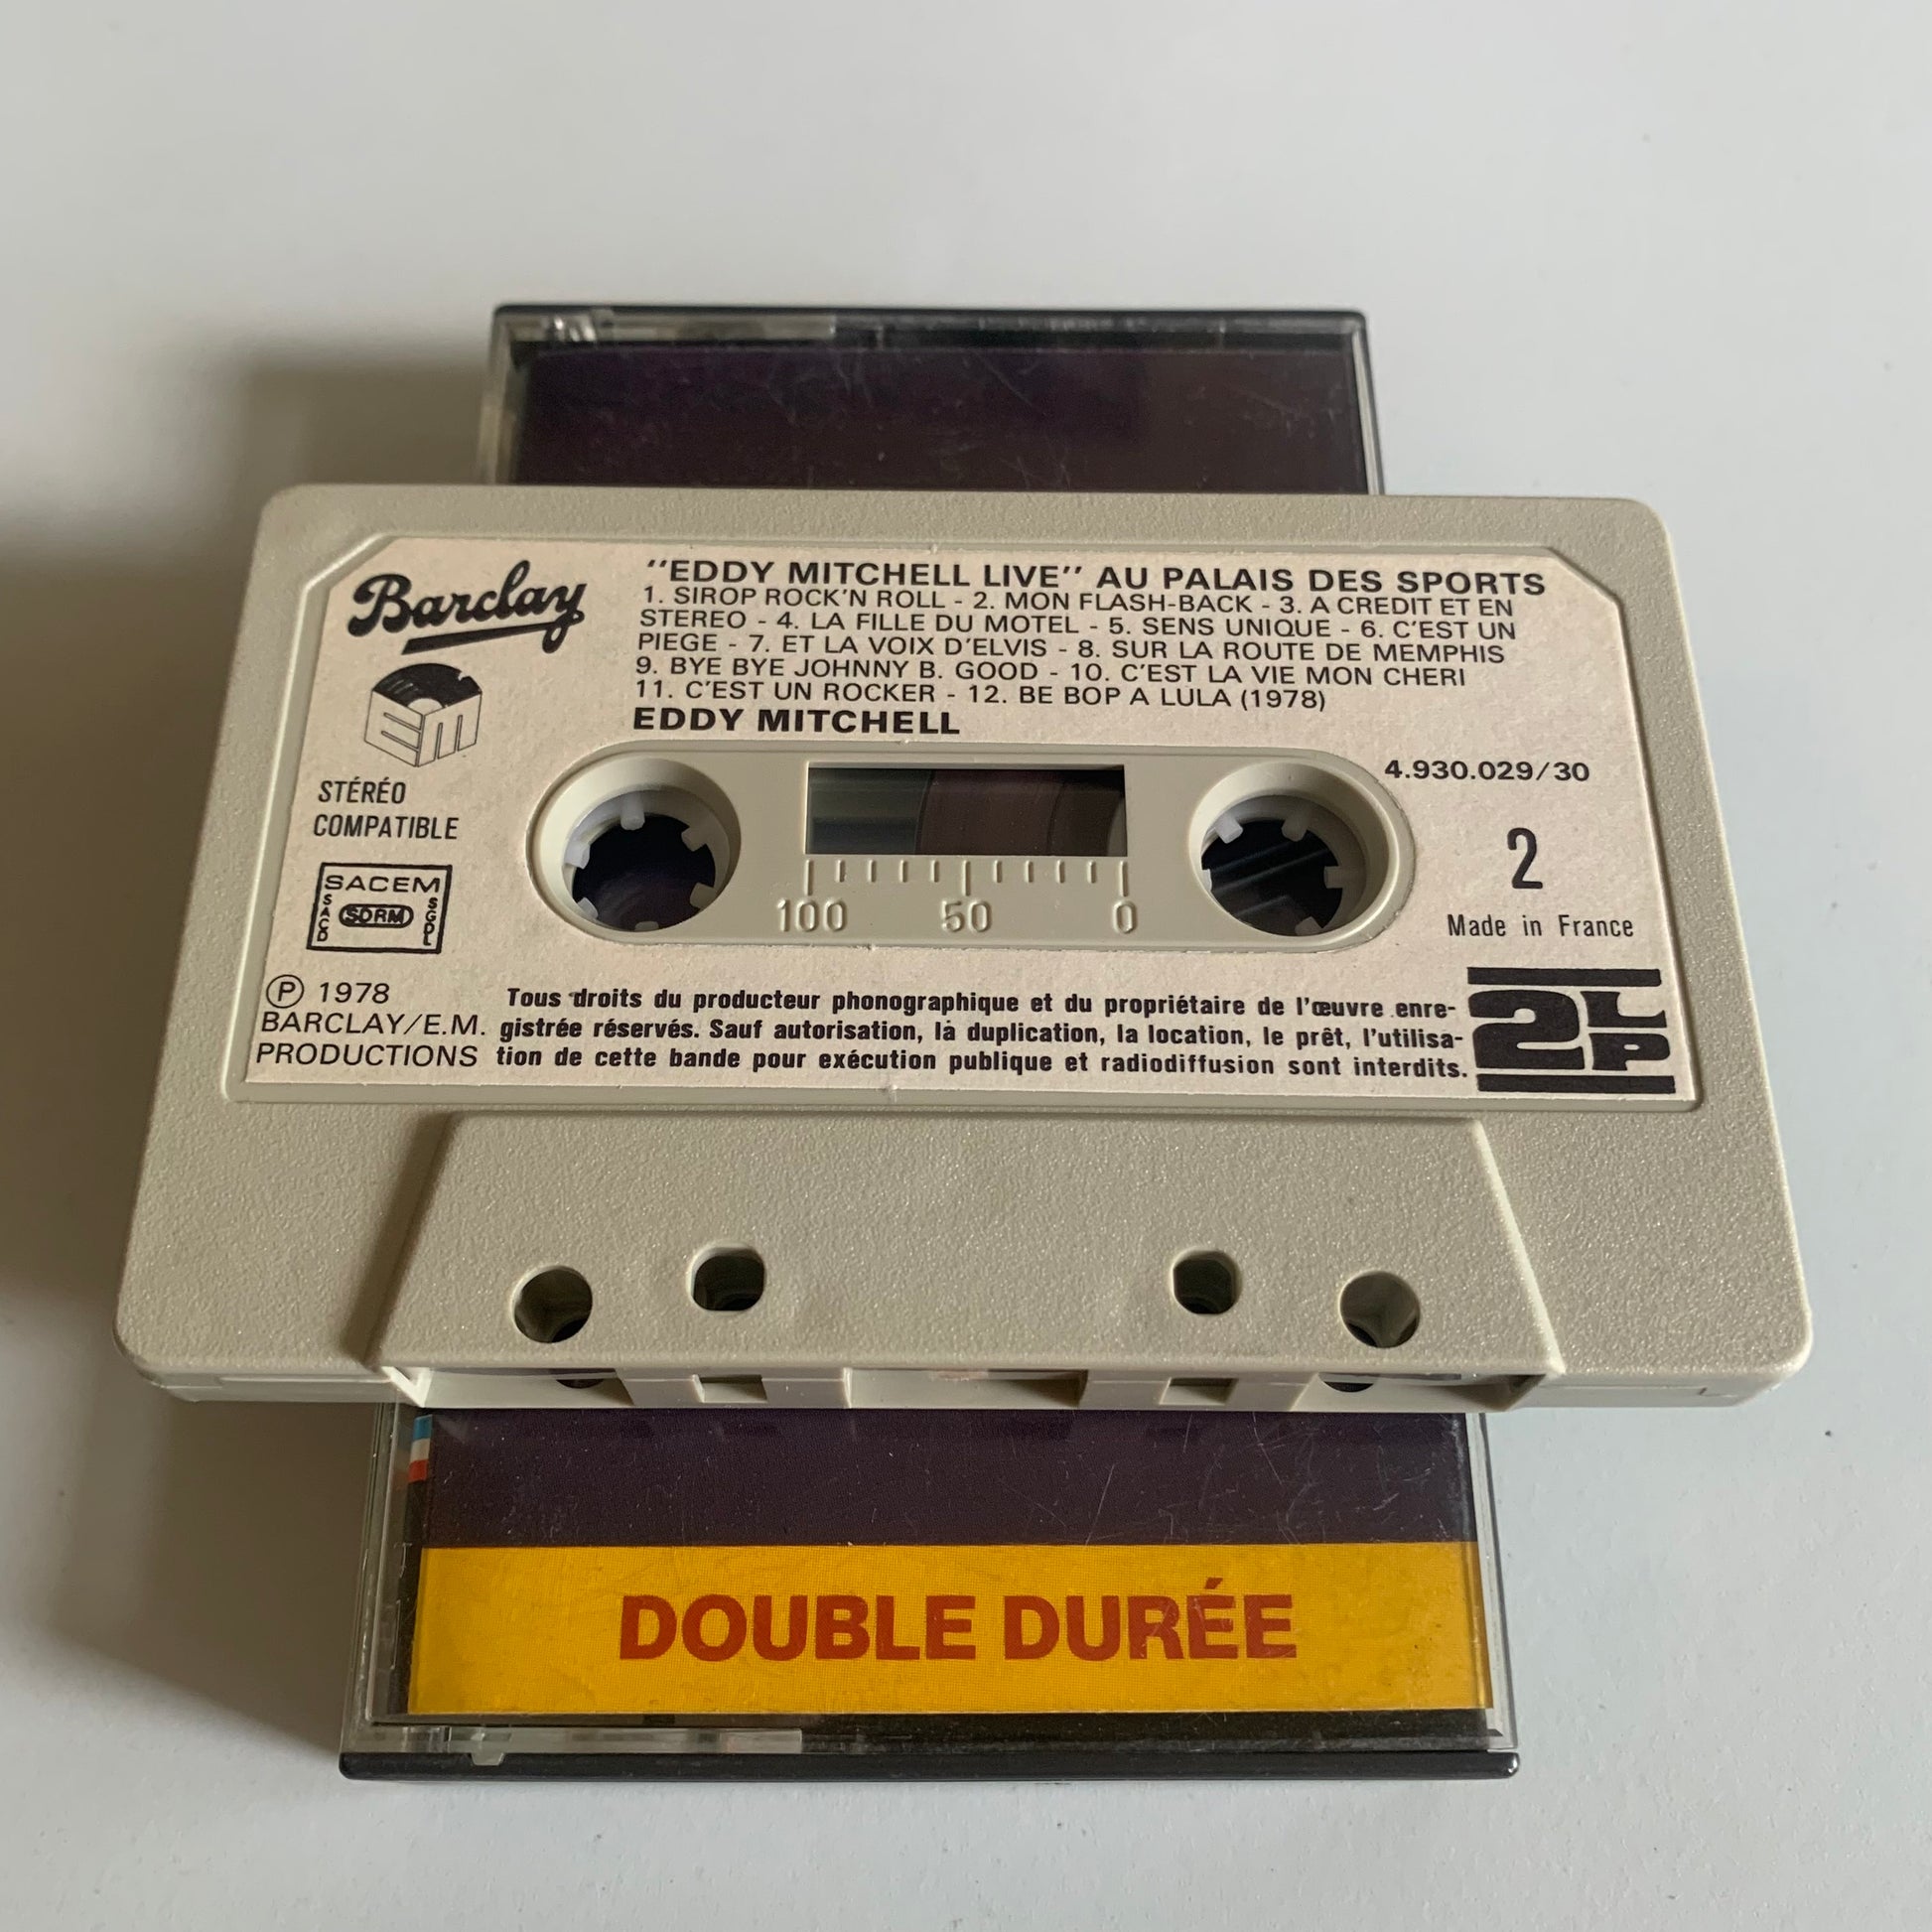 Barclay
"EDDY MITCHELL LIVE" AU PALAIS DES SPORTS
1. SIROP ROCK'N ROLL - 2. MON FLASH-BACK - 3. A CREDIT ET EN
STEREO - 4. LA FILLE DU MOTEL - 5. SENS UNIQUE - 6. C'EST UN
PIEGE - 7. ET LA VOIX D'ELVIS - 8. SUR LA ROUTE DE MEMPHIS
9. BYE BYE JOHNNY B. GOOD - 10. C'EST LA VIE MON CHERI
11. C'EST UN ROCKER - 12. BE BOP A LULA (1978)
EDDY MITCHELL
EM
STÉRÉO
COMPATIBLE
SACEM
SACD
SDRM
SGDL
4.930.029/30
2
Made in France
100 50 0
Ⓟ 1978
BARCLAY/E.M.
PRODUCTIONS
Tous droits du producteur phonographique et du propriétaire de l'œuvre enre-
gistrée réservés. Sauf autorisation, la duplication, la location, le prêt, l'utilisa-
tion de cette bande pour exécution publique et radiodiffusion sont interdits.
2LP
DOUBLE DURÉE